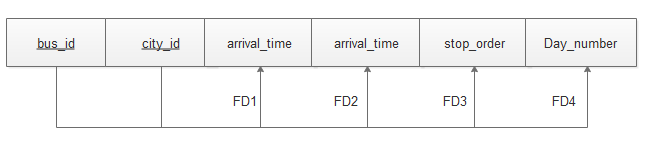 bus_id city_id arrival_time arrival_time stop_order Day_number
FD1 FD2 FD3 FD4